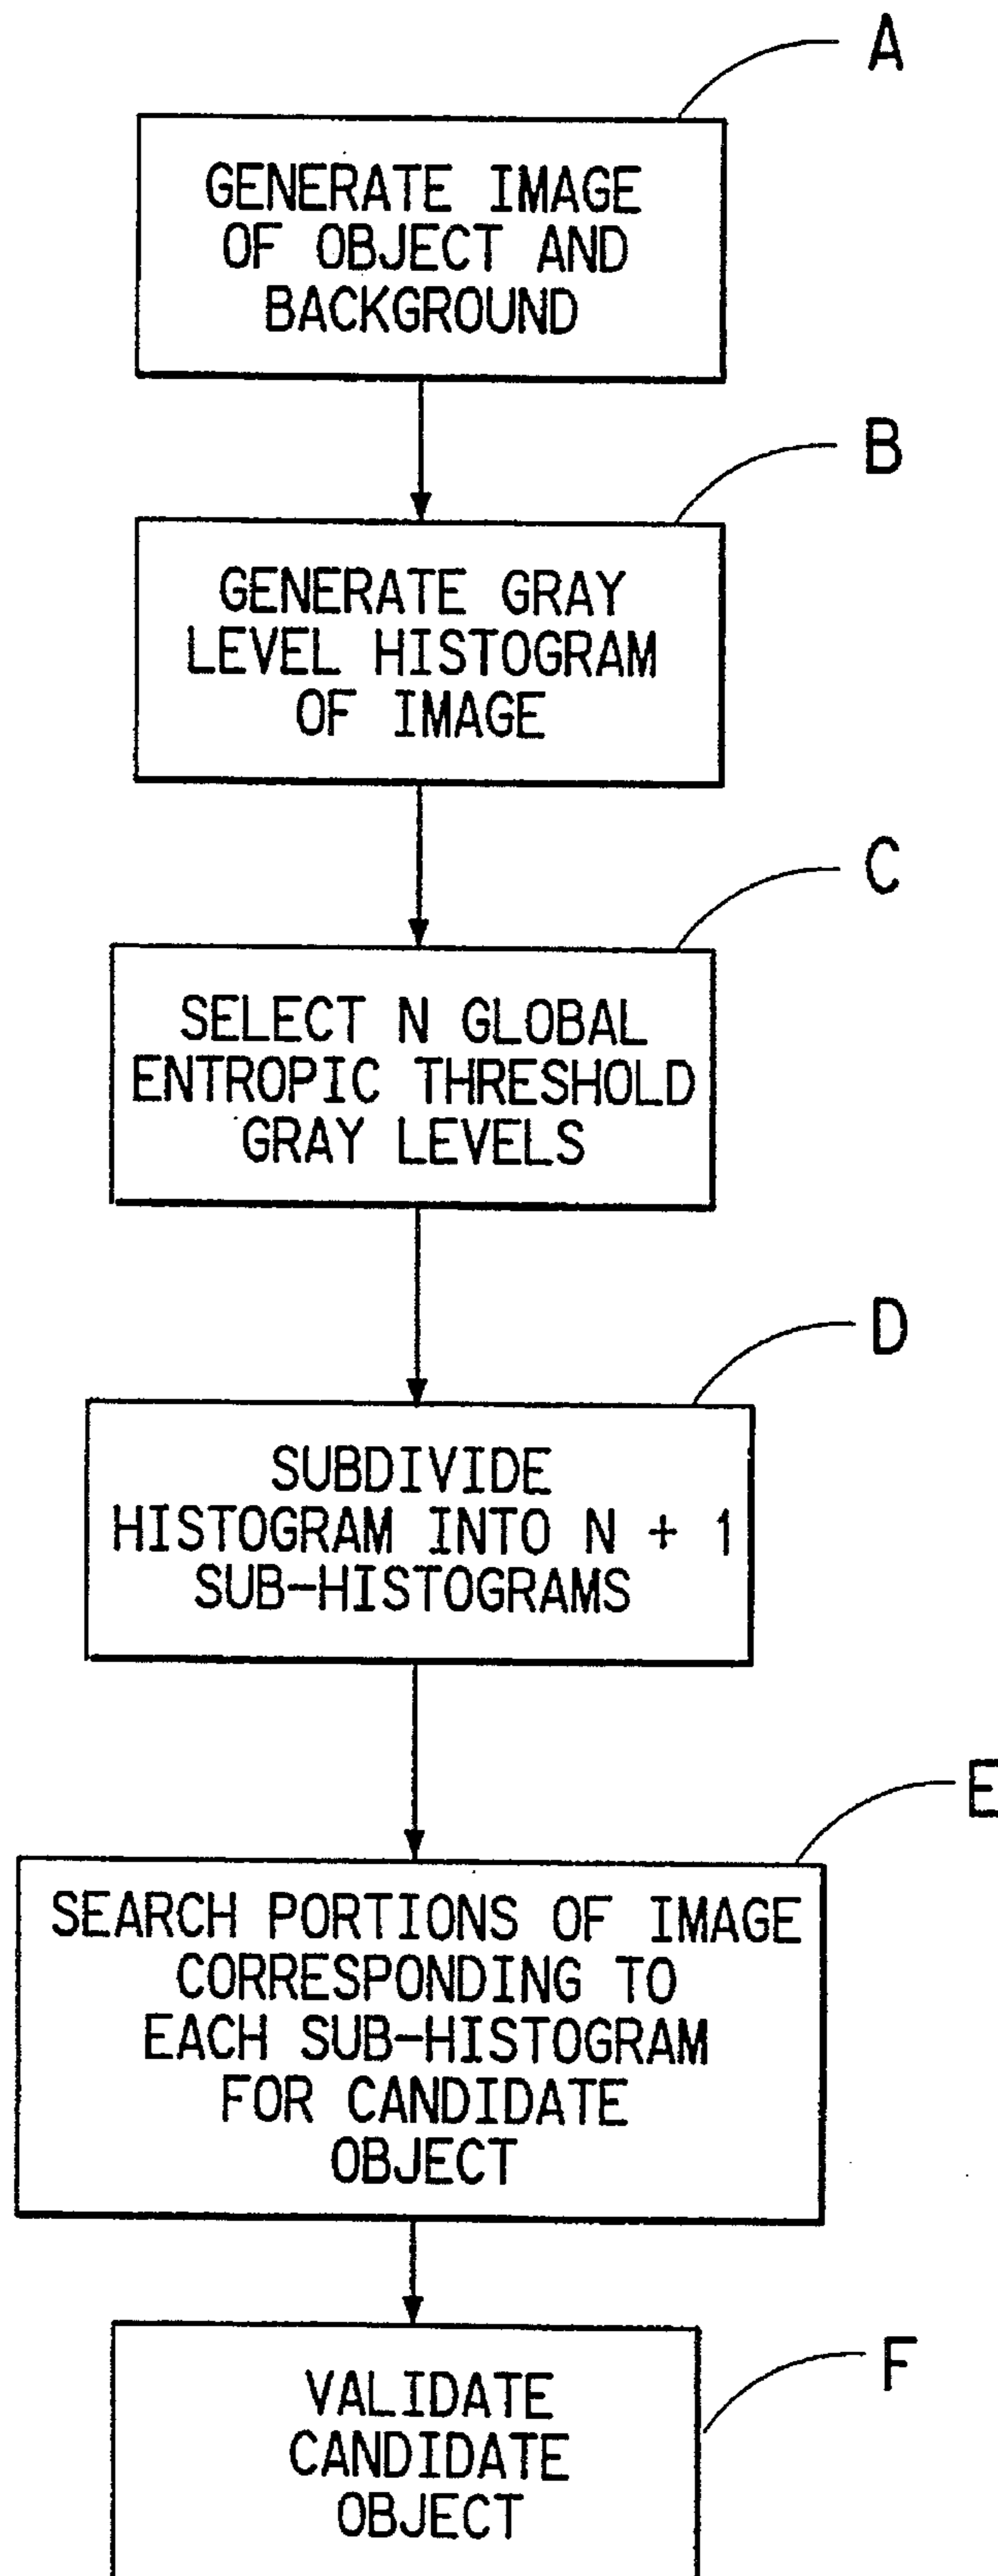 A
GENERATE IMAGE
OF OBJECT AND
BACKGROUND
B
GENERATE GRAY
LEVEL HISTOGRAM
OF IMAGE
C
SELECT N GLOBAL
ENTROPIC THRESHOLD
GRAY LEVELS
D
SUBDIVIDE
HISTOGRAM INTO N + 1
SUB-HISTOGRAMS
E
SEARCH PORTIONS OF IMAGE
CORRESPONDING TO
EACH SUB-HISTOGRAM
FOR CANDIDATE
OBJECT
F
VALIDATE
CANDIDATE
OBJECT